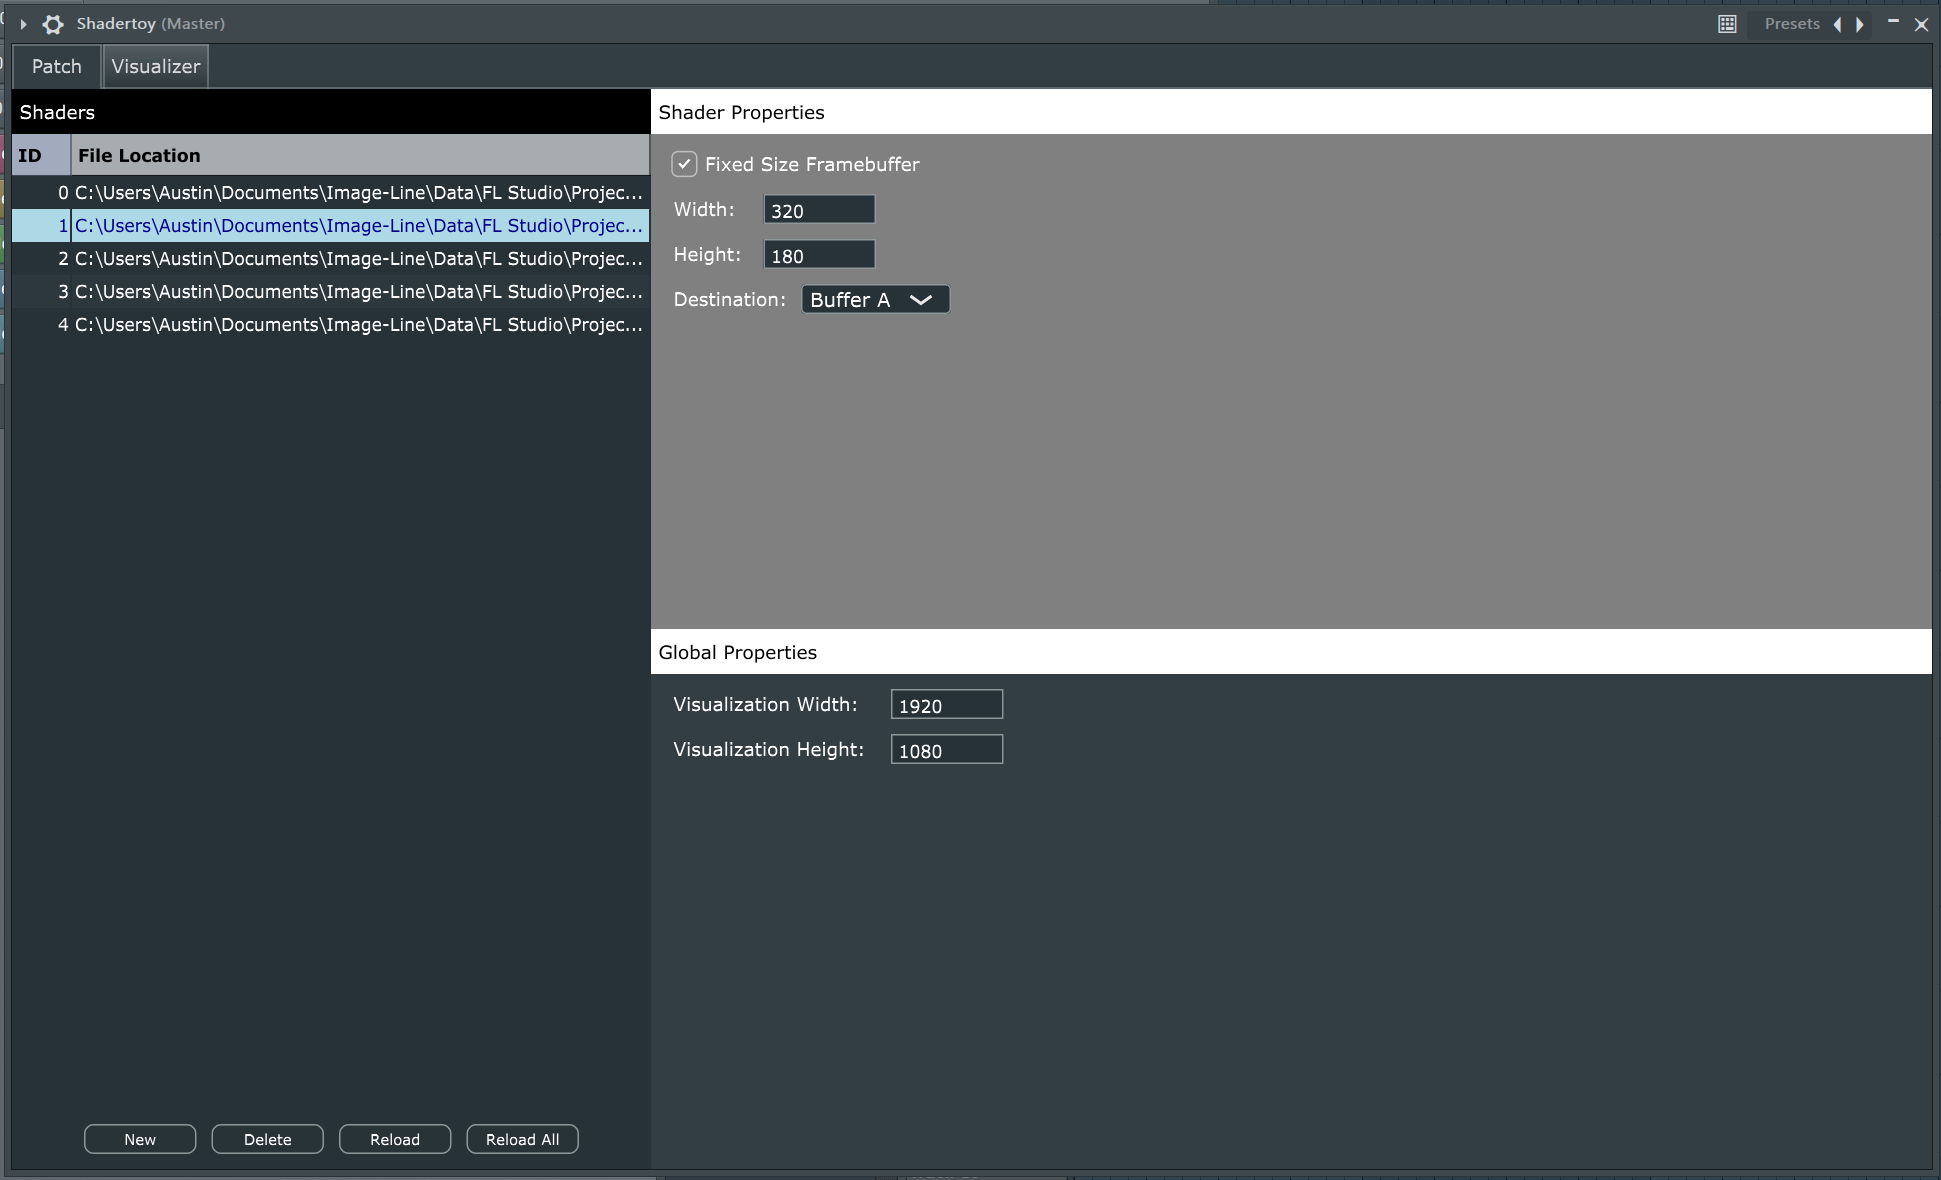 Shadertoy (Master)
Presets
Patch
Visualizer
Shaders
ID
File Location
0 C:\Users\Austin\Documents\Image-Line\Data\FL Studio\Projec...
1 C:\Users\Austin\Documents\Image-Line\Data\FL Studio\Projec...
2 C:\Users\Austin\Documents\Image-Line\Data\FL Studio\Projec...
3 C:\Users\Austin\Documents\Image-Line\Data\FL Studio\Projec...
4 C:\Users\Austin\Documents\Image-Line\Data\FL Studio\Projec...
New
Delete
Reload
Reload All
Shader Properties
Fixed Size Framebuffer
Width: 320
Height: 180
Destination: Buffer A
Global Properties
Visualization Width: 1920
Visualization Height: 1080